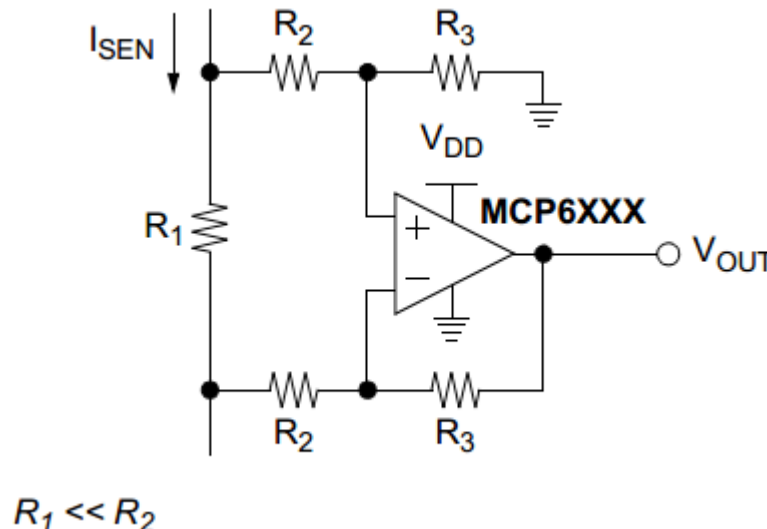 I_SEN
R_2
R_3
V_DD
MCP6XXX
+
R_1
V_OUT
−
R_2
R_3
R_1 << R_2